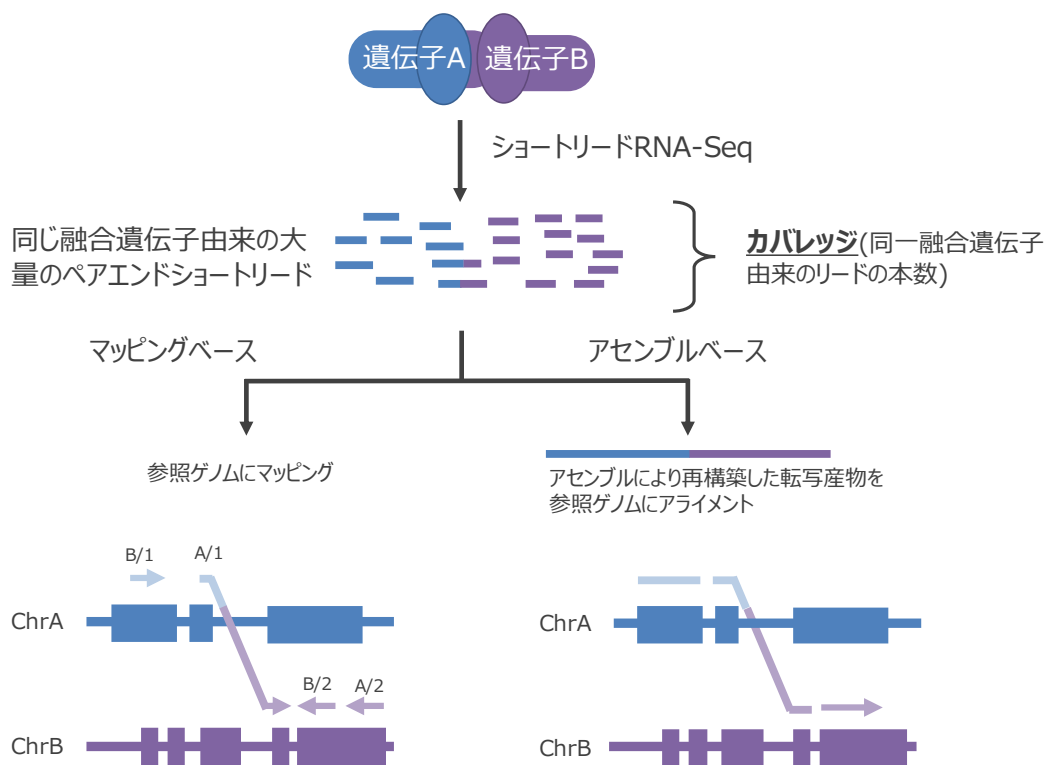 遺伝子A 遺伝子B
ショートリードRNA-Seq
同じ融合遺伝子由来の大
量のペアエンドショートリード
カバレッジ(同一融合遺伝子
由来のリードの本数)
マッピングベース
アセンブルベース
参照ゲノムにマッピング
アセンブルにより再構築した転写産物を
参照ゲノムにアライメント
B/1 A/1
ChrA
B/2 A/2
ChrB
ChrA
ChrB